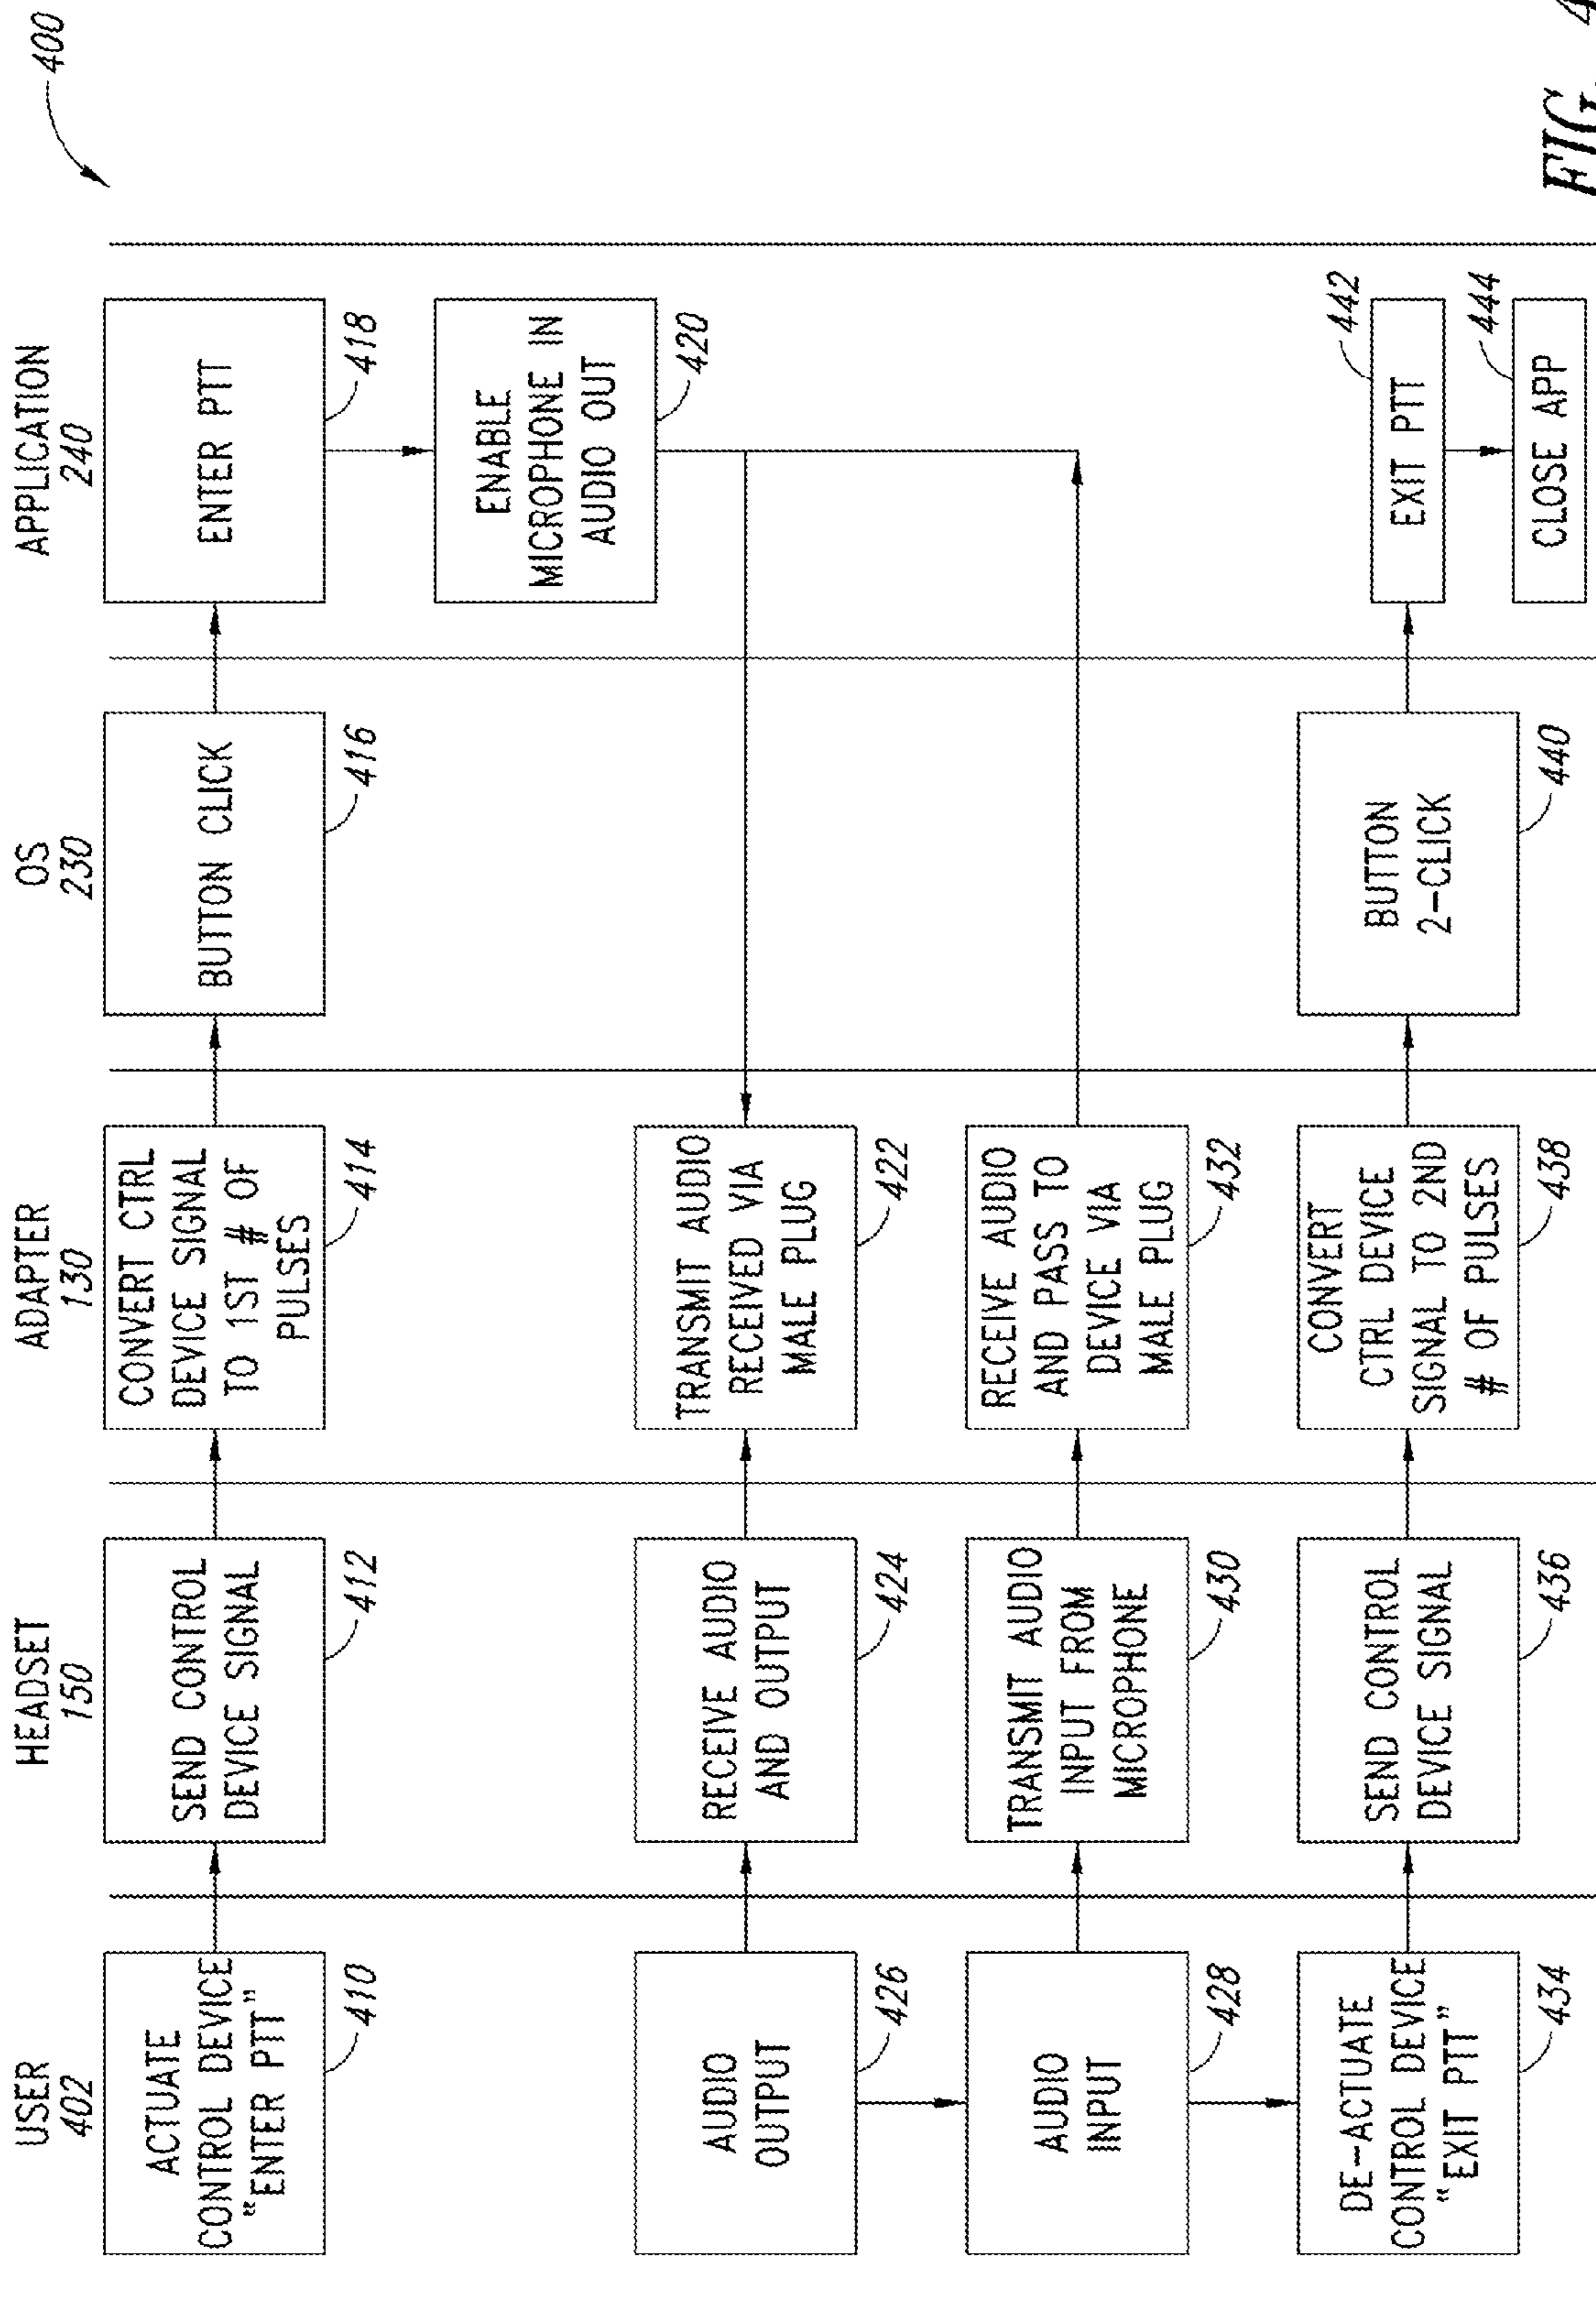 400
USER
402
HEADSET
150
ADAPTER
130
OS
230
APPLICATION
240
ACTUATE
CONTROL DEVICE
"ENTER PTT"
410
SEND CONTROL
DEVICE SIGNAL
412
CONVERT CTRL
DEVICE SIGNAL
TO 1ST # OF
PULSES
414
BUTTON CLICK
416
ENTER PTT
418
ENABLE
MICROPHONE IN
AUDIO OUT
420
AUDIO
OUTPUT
426
RECEIVE AUDIO
AND OUTPUT
424
TRANSMIT AUDIO
RECEIVED VIA
MALE PLUG
422
AUDIO
INPUT
428
TRANSMIT AUDIO
INPUT FROM
MICROPHONE
430
RECEIVE AUDIO
AND PASS TO
DEVICE VIA
MALE PLUG
432
DE-ACTUATE
CONTROL DEVICE
"EXIT PTT"
434
SEND CONTROL
DEVICE SIGNAL
436
CONVERT
CTRL DEVICE
SIGNAL TO 2ND
# OF PULSES
438
BUTTON
2-CLICK
440
EXIT PTT
442
CLOSE APP
444
FIG. 4